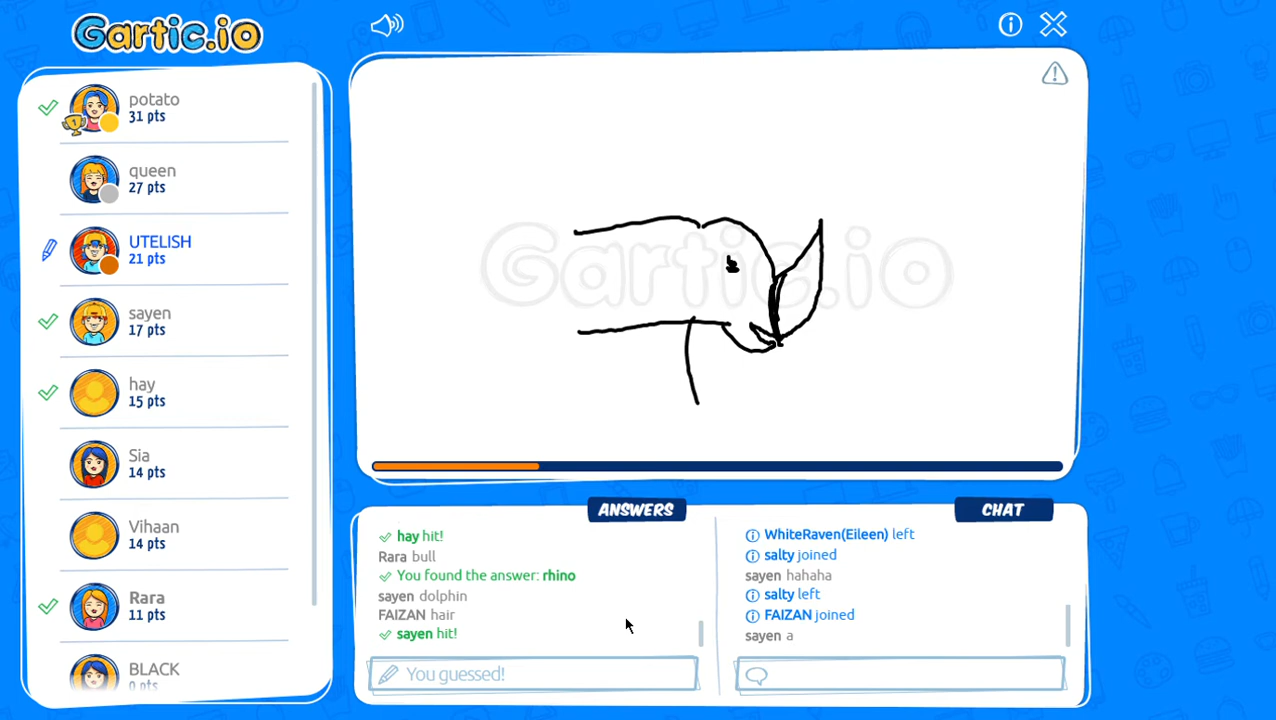 Gartic.io
potato
31 pts
queen
27 pts
UTELISH
21 pts
sayen
17 pts
hay
15 pts
Sia
14 pts
Vihaan
14 pts
Rara
11 pts
BLACK
0 pts
Gartic.io
ANSWERS
hay hit!
Rara bull
You found the answer: rhino
sayen dolphin
FAIZAN hair
sayen hit!
You guessed!
CHAT
WhiteRaven(Eileen) left
salty joined
sayen hahaha
salty left
FAIZAN joined
sayen a